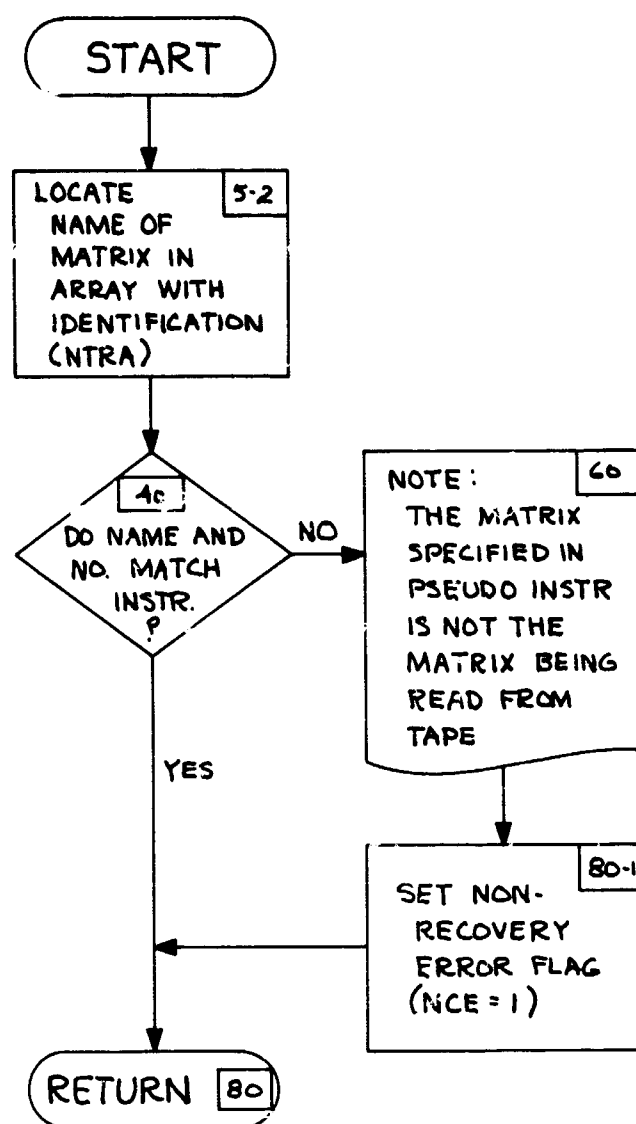 START
5-2
LOCATE
NAME OF
MATRIX IN
ARRAY WITH
IDENTIFICATION
(NTRA)
40
DO NAME AND
NO. MATCH
INSTR.
?
NO
YES
60
NOTE:
THE MATRIX
SPECIFIED IN
PSEUDO INSTR
IS NOT THE
MATRIX BEING
READ FROM
TAPE
80-1
SET NON-
RECOVERY
ERROR FLAG
(NCE = 1)
RETURN 80